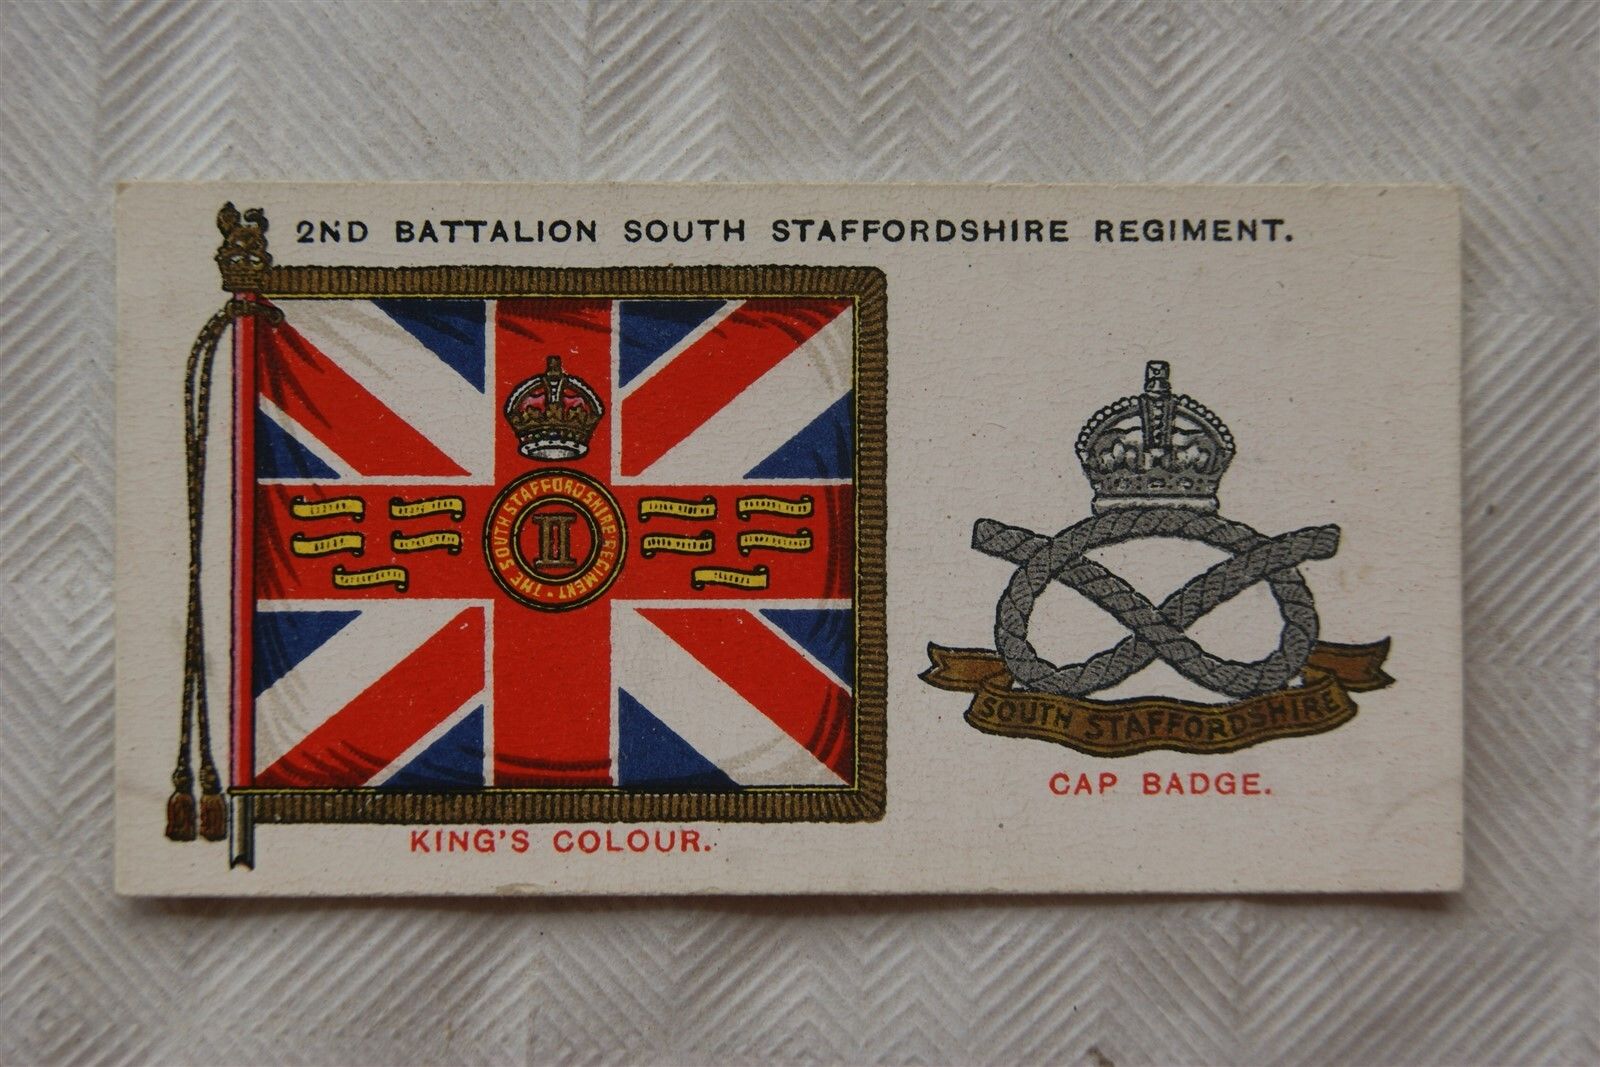 2ND BATTALION SOUTH STAFFORDSHIRE REGIMENT.
THE SOUTH STAFFORDSHIRE REGIMENT
II
SOUTH STAFFORDSHIRE
CAP BADGE.
KING'S COLOUR.